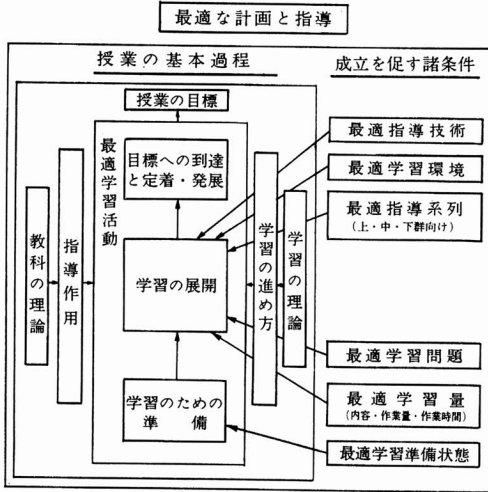 最適な計画と指導
授業の基本過程
成立を促す諸条件
授業の目標
最適学習活動
目標への到達
と定着・発展
学習の展開
学習のための
準備
教科の理論
指導作用
学習の進め方
学習の理論
最適指導技術
最適学習環境
最適指導系列
(上・中・下群向け)
最適学習問題
最適学習量
(内容・作業量・作業時間)
最適学習準備状態